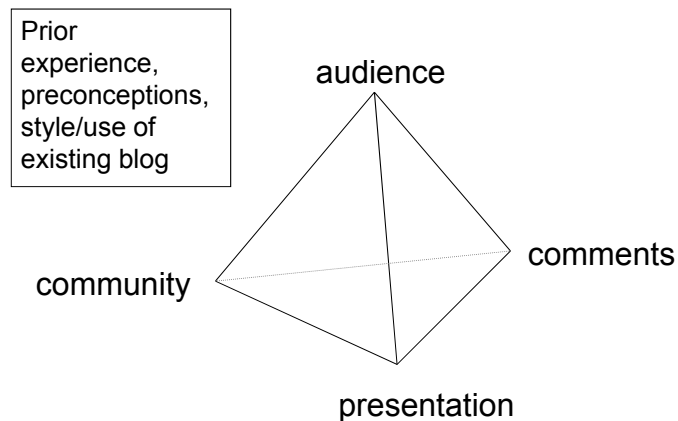 Prior
experience,
preconceptions,
style/use of
existing blog
audience
comments
community
presentation